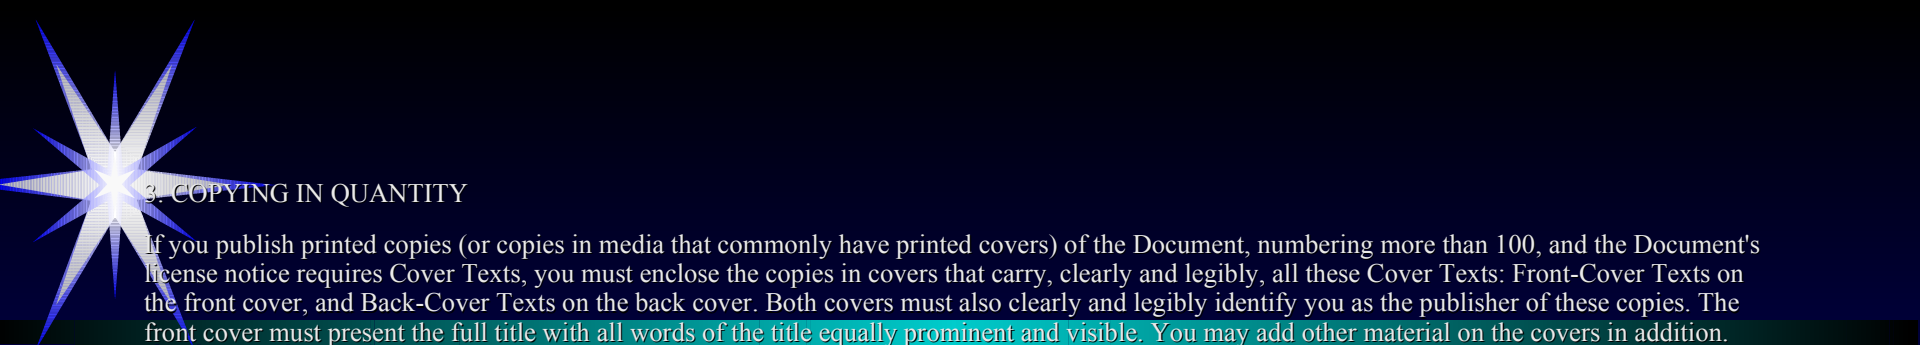 3. COPYING IN QUANTITY
If you publish printed copies (or copies in media that commonly have printed covers) of the Document, numbering more than 100, and the Document's
license notice requires Cover Texts, you must enclose the copies in covers that carry, clearly and legibly, all these Cover Texts: Front-Cover Texts on
the front cover, and Back-Cover Texts on the back cover. Both covers must also clearly and legibly identify you as the publisher of these copies. The
front cover must present the full title with all words of the title equally prominent and visible. You may add other material on the covers in addition.